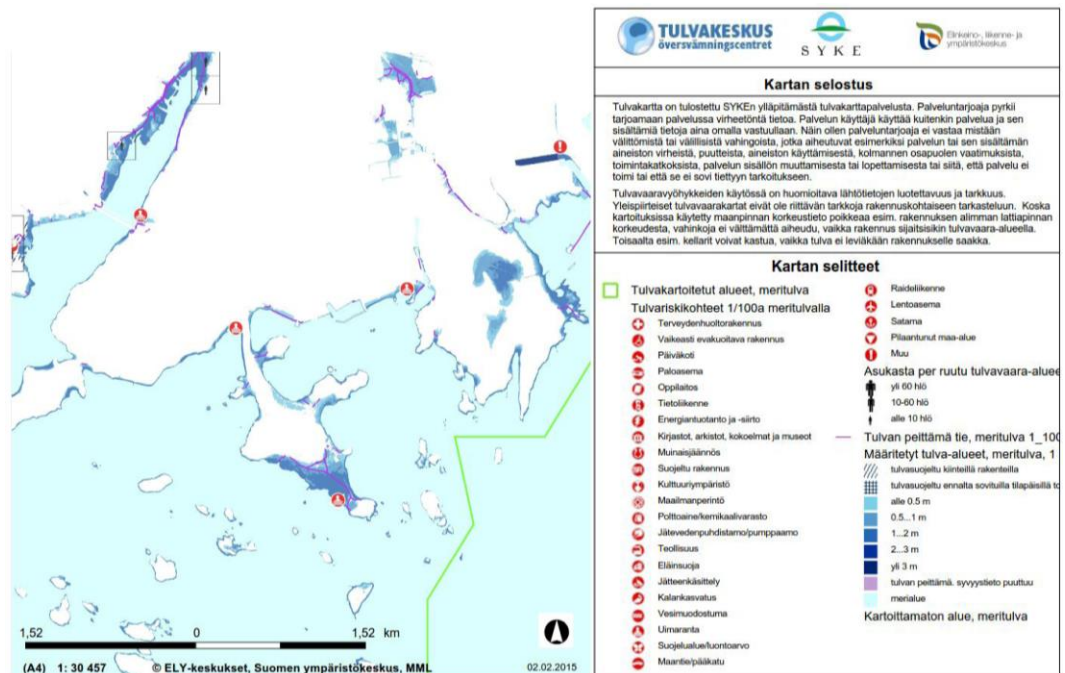 TULVAKESKUS
översvämningscentret
SYKE
Elinkeino-, liikenne- ja
ympäristökeskus
Kartan selostus
Tulvakartta on tulostettu SYKEn ylläpitämästä tulvakarttapalvelusta. Palveluntarjoaja pyrkii
tarjoamaan palvelussa virheetöntä tietoa. Palvelun käyttäjä käyttää kuitenkin palvelua ja sen
sisältämiä tietoja aina omalla vastuullaan. Näin ollen palveluntarjoaja ei vastaa mistään
välittömistä tai välillisistä vahingoista, jotka aiheutuvat esimerkiksi palvelun tai sen sisältämän
aineiston virheistä, puutteista, aineiston käyttämisestä, kolmannen osapuolen vaatimuksista,
toimintakatkoksista, palvelun sisällön muuttamisesta tai lopettamisesta tai siitä, että palvelu ei
toimi tai että se ei sovi tiettyyn tarkoitukseen.
Tulvavaaravyöhykkeiden käytössä on huomioitava lähtötietojen luotettavuus ja tarkkuus.
Yleispiirteiset tulvavaarakartat eivät ole riittävän tarkkoja rakennuskohtaiseen tarkasteluun. Koska
kartoituksissa käytetty maanpinnan korkeustieto poikkeaa esim. rakennuksen alimman lattiapinnan
korkeudesta, vahinkoja ei välttämättä aiheudu, vaikka rakennus sijaitsisikin tulvavaara-alueella.
Toisaalta esim. kellarit voivat kastua, vaikka tulva ei leviäkään rakennukselle saakka.
Kartan selitteet
Tulvakartoitetut alueet, meritulva
Tulvariskikohteet 1/100a meritulvalla
Terveydenhuoltorakennus
Vaikeasti evakuoitava rakennus
Päiväkoti
Paloasema
Oppilaitos
Tietoliikenne
Energiantuotanto ja -siirto
Kirjastot, arkistot, kokoelmat ja museot
Muinaisjäännös
Suojeltu rakennus
Kulttuuriympäristö
Maailmanperintö
Polttoaine/kemikaalivarasto
Jätevedenpuhdistamo/pumppaamo
Teollisuus
Eläinsuoja
Jätteenkäsittely
Kalankasvatus
Vesimuodostuma
Uimaranta
Suojelualue/luontoarvo
Maantie/pääkatu
Raideliikenne
Lentoasema
Satama
Pilaantunut maa-alue
Muu
Asukasta per ruutu tulvavaara-aluee
yli 60 hlö
10-60 hlö
alle 10 hlö
Tulvan peittämä tie, meritulva 1_100
Määritetyt tulva-alueet, meritulva, 1
tulvasuojeltu kiinteillä rakenteilla
tulvasuojeltu ennalta sovituilla tilapäisillä
alle 0.5 m
0.5...1 m
1...2 m
2...3 m
yli 3 m
tulvan peittämä, syvyystieto puuttuu
merialue
Kartoittamaton alue, meritulva
1,52 0 1,52 km
(A4) 1: 30 457 © ELY-keskukset, Suomen ympäristökeskus, MML 02.02.2015